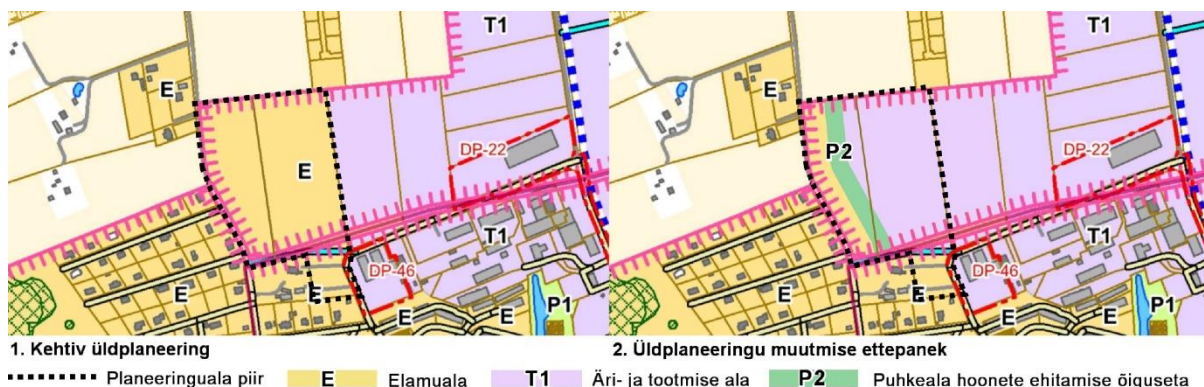 T1
E
E
DP-22
T1
DP-46
E
E
E
E
P1
T1
E
P2
DP-22
T1
DP-46
E
E
E
E
P1
1. Kehtiv üldplaneering
2. Üldplaneeringu muutmise ettepanek
Planeeringuala piir E Elamuala T1 Äri- ja tootmise ala P2 Puhkeala hoonete ehitamise õiguseta